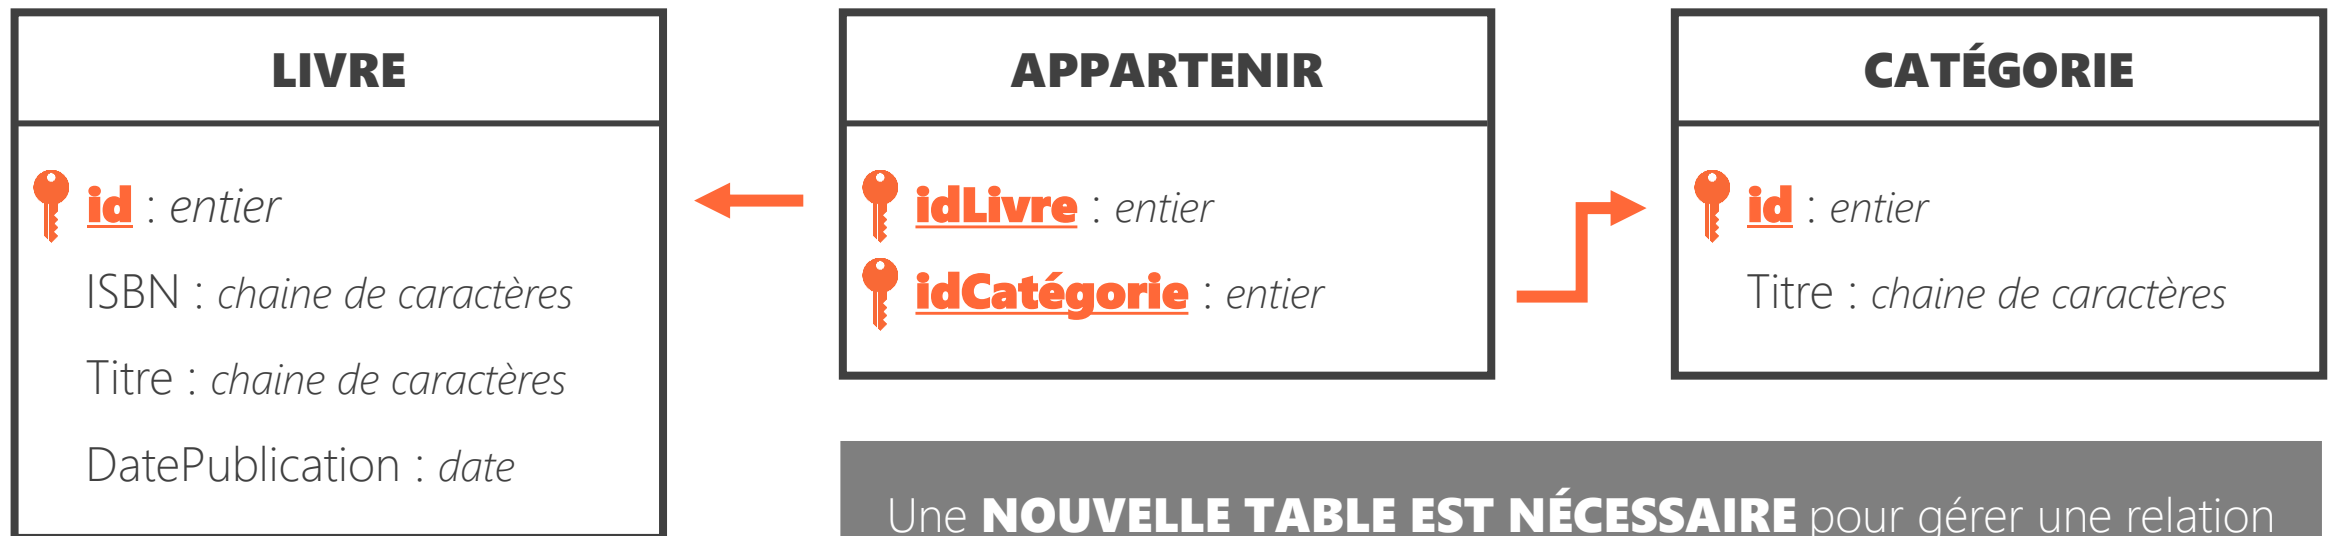 LIVRE
id : entier
ISBN : chaine de caractères
Titre : chaine de caractères
DatePublication : date
APPARTENIR
idLivre : entier
idCatégorie : entier
CATÉGORIE
id : entier
Titre : chaine de caractères
Une NOUVELLE TABLE EST NÉCESSAIRE pour gérer une relation